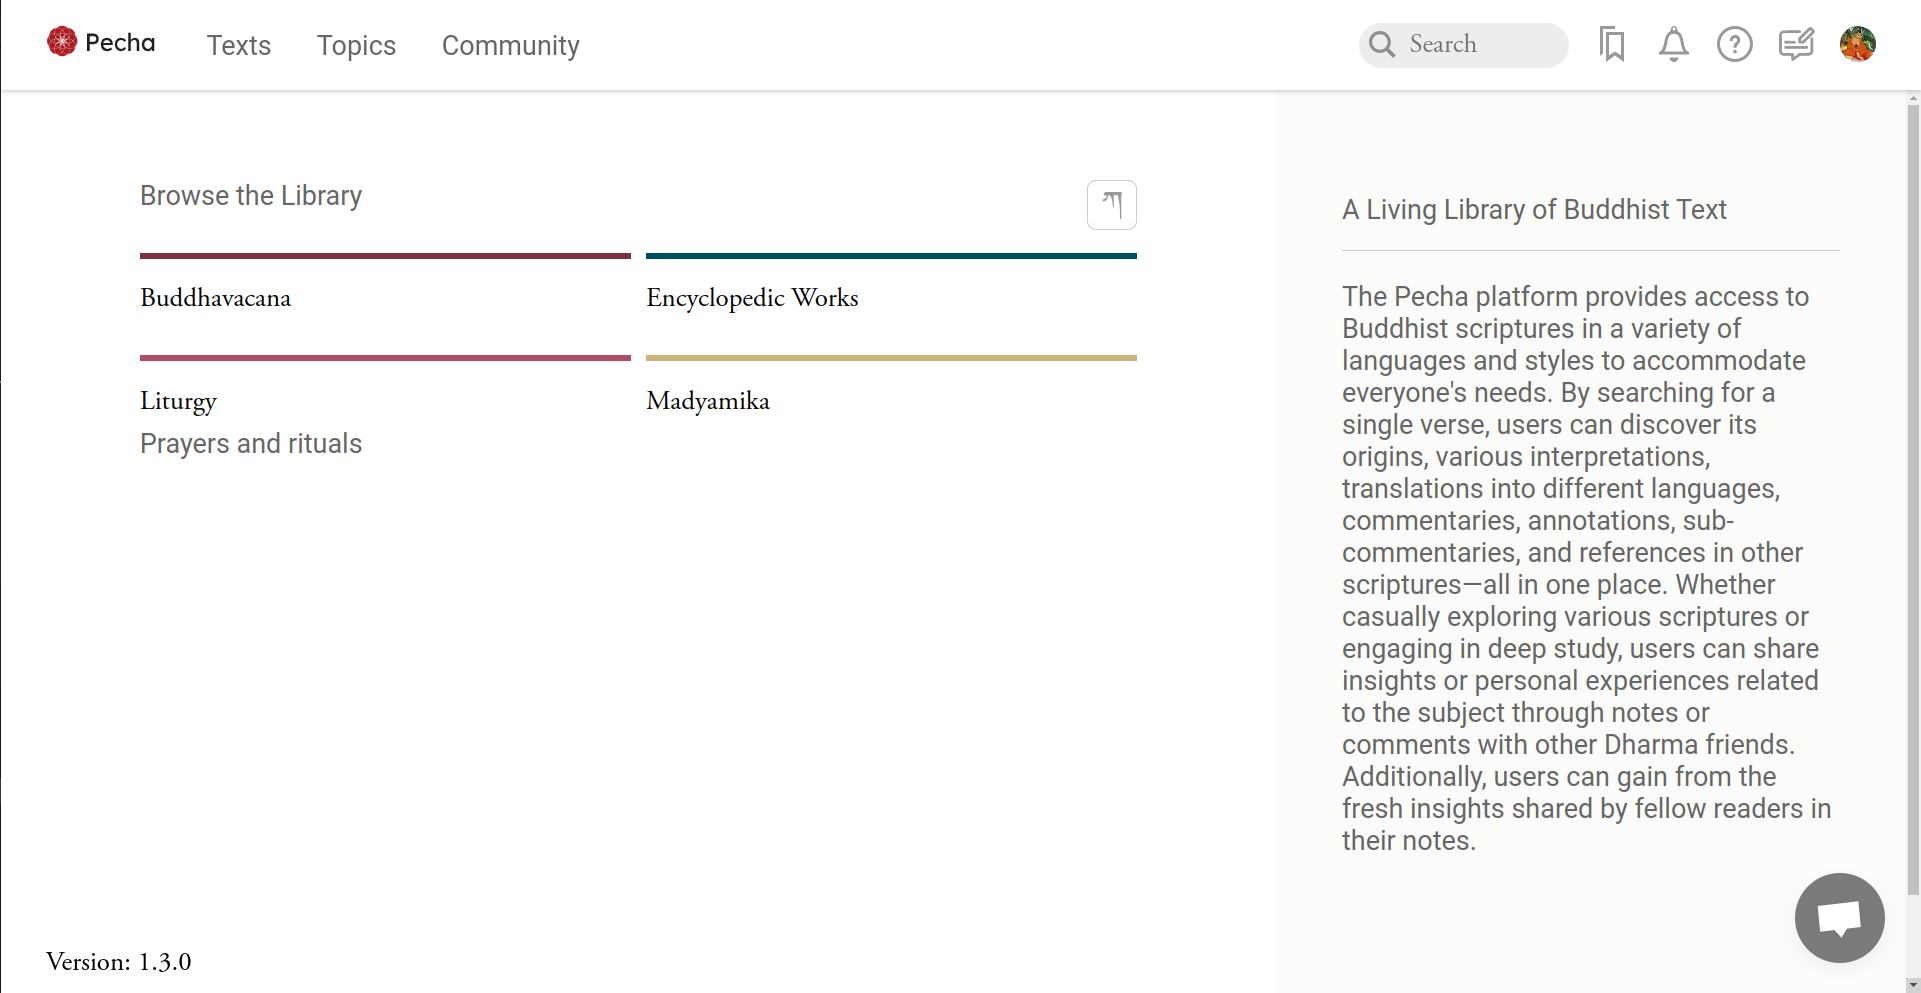 Pecha
Texts
Topics
Community
Search
?
Browse the Library
ཀ
Buddhavacana
Encyclopedic Works
Liturgy
Prayers and rituals
Madyamika
A Living Library of Buddhist Text
The Pecha platform provides access to
Buddhist scriptures in a variety of
languages and styles to accommodate
everyone's needs. By searching for a
single verse, users can discover its
origins, various interpretations,
translations into different languages,
commentaries, annotations, sub-
commentaries, and references in other
scriptures—all in one place. Whether
casually exploring various scriptures or
engaging in deep study, users can share
insights or personal experiences related
to the subject through notes or
comments with other Dharma friends.
Additionally, users can gain from the
fresh insights shared by fellow readers in
their notes.
Version: 1.3.0